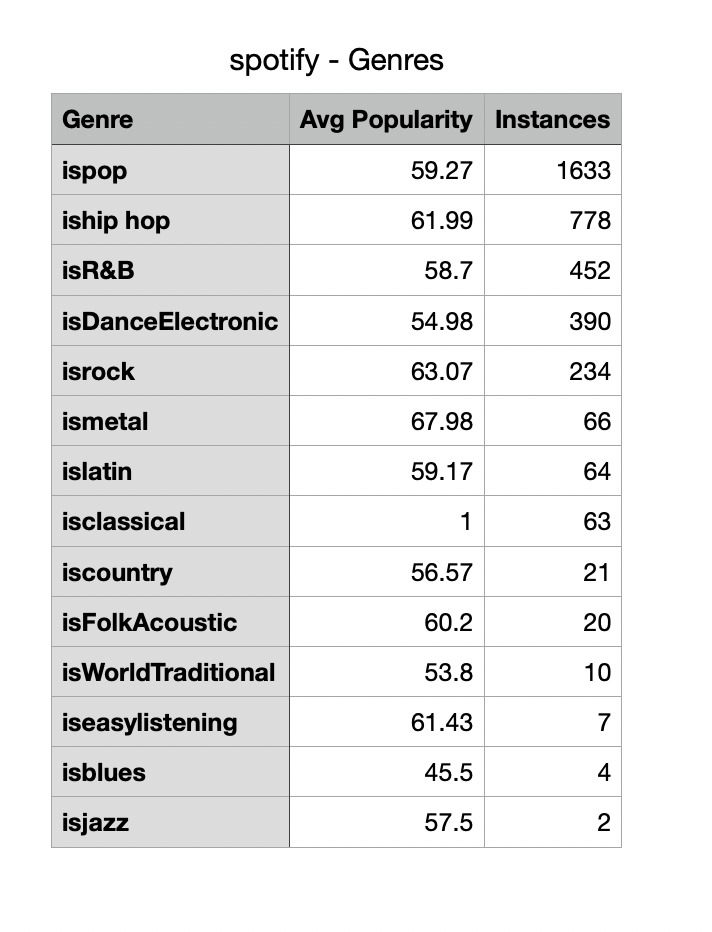 spotify - Genres
Genre Avg Popularity Instances
ispop 59.27 1633
iship hop 61.99 778
isR&B 58.7 452
isDanceElectronic 54.98 390
isrock 63.07 234
ismetal 67.98 66
islatin 59.17 64
isclassical 1 63
iscountry 56.57 21
isFolkAcoustic 60.2 20
isWorldTraditional 53.8 10
iseasylistening 61.43 7
isblues 45.5 4
isjazz 57.5 2